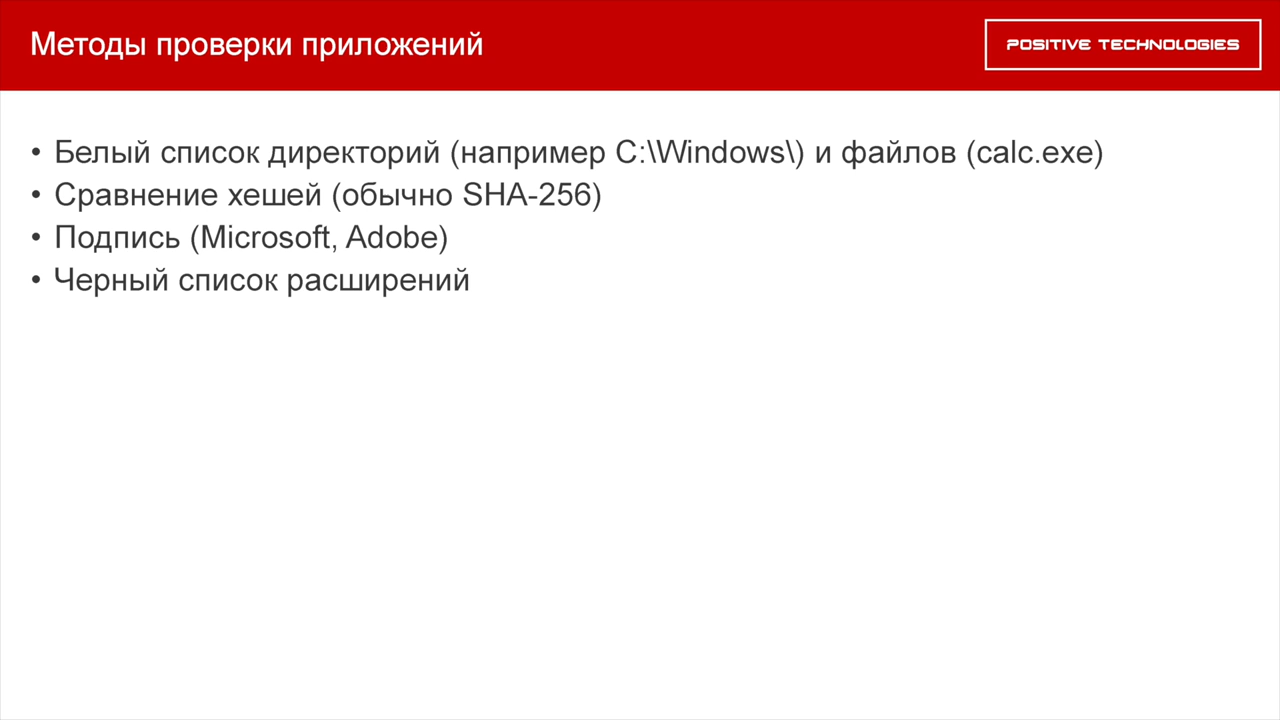 Методы проверки приложений
POSITIVE TECHNOLOGIES
• Белый список директорий (например C:\Windows\) и файлов (calc.exe)
• Сравнение хешей (обычно SHA-256)
• Подпись (Microsoft, Adobe)
• Черный список расширений